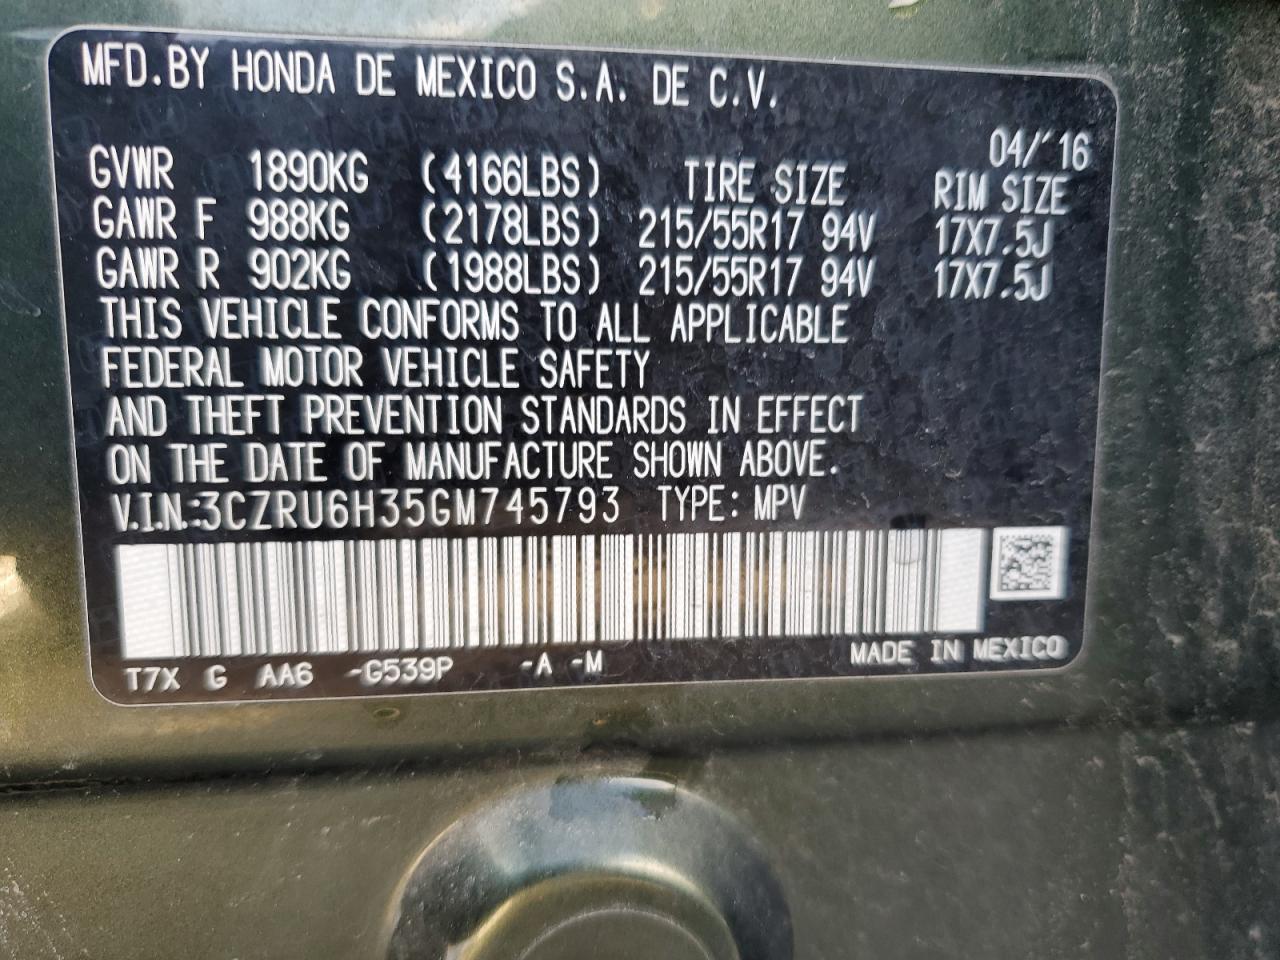 MFD.BY HONDA DE MEXICO S.A. DE C.V.
04/'16
GVWR 1890KG (4166LBS) TIRE SIZE RIM SIZE
GAWR F 988KG (2178LBS) 215/55R17 94V 17X7.5J
GAWR R 902KG (1988LBS) 215/55R17 94V 17X7.5J
THIS VEHICLE CONFORMS TO ALL APPLICABLE
FEDERAL MOTOR VEHICLE SAFETY
AND THEFT PREVENTION STANDARDS IN EFFECT
ON THE DATE OF MANUFACTURE SHOWN ABOVE.
V.I.N.:3CZRU6H35GM745793 TYPE: MPV
T7X G AA6 -G539P -A -M MADE IN MEXICO